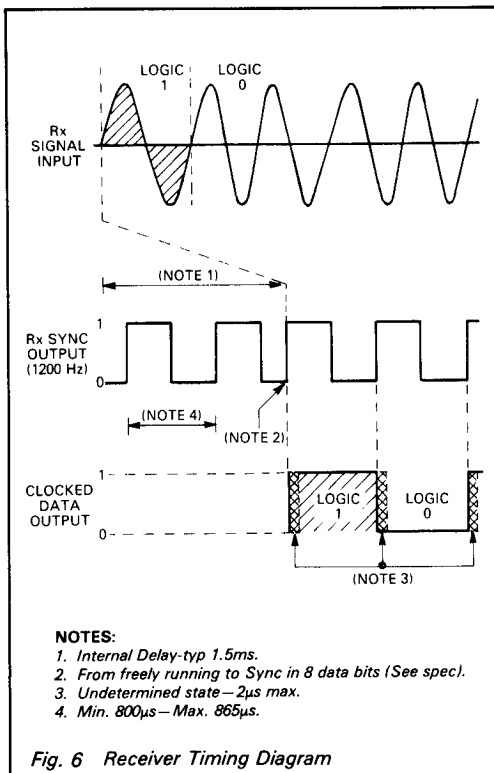 LOGIC 1
LOGIC 0
Rx SIGNAL INPUT
(NOTE 1)
Rx SYNC OUTPUT (1200 Hz)
1
0
(NOTE 4)
(NOTE 2)
CLOCKED DATA OUTPUT
1
0
LOGIC 1
LOGIC 0
(NOTE 3)
NOTES:
1. Internal Delay-typ 1.5ms.
2. From freely running to Sync in 8 data bits (See spec).
3. Undetermined state—2µs max.
4. Min. 800µs—Max. 865µs.
Fig. 6 Receiver Timing Diagram